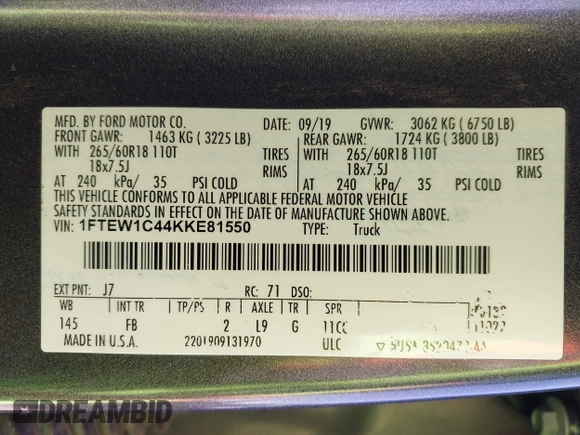 MFD. BY FORD MOTOR CO. DATE: 09/19 GVWR: 3062 KG ( 6750 LB)
FRONT GAWR: 1463 KG ( 3225 LB) REAR GAWR: 1724 KG ( 3800 LB)
WITH 265/60R18 110T TIRES WITH 265/60R18 110T TIRES
18x7.5J RIMS 18x7.5J RIMS
AT 240 kPa/ 35 PSI COLD AT 240 kPa/ 35 PSI COLD
THIS VEHICLE CONFORMS TO ALL APPLICABLE FEDERAL MOTOR VEHICLE
SAFETY STANDARDS IN EFFECT ON THE DATE OF MANUFACTURE SHOWN ABOVE.
VIN: 1FTEW1C44KKE81550 TYPE: Truck
EXT PNT: J7 RC: 71 DSO:
WB INT TR TP/PS R AXLE TR SPR
145 FB 2 L9 G
MADE IN U.S.A. 2201909131970 ULC
DREAMBID